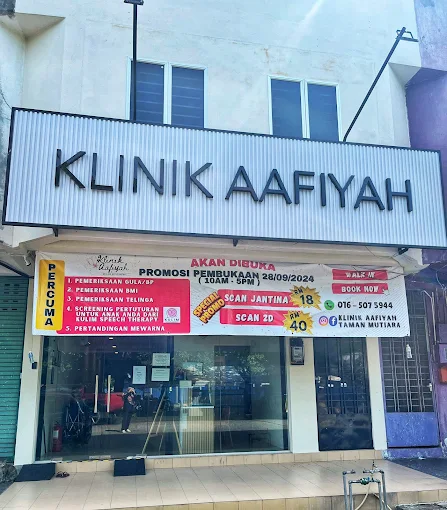 KLINIK AAFIYAH
PERCUMA
Klinik
Aafiyah
1. PEMERIKSAAN GULA/BP
2. PEMERIKSAAN BMI
3. PEMERIKSAAN TELINGA
4. SCREENING PERTUTURAN
UNTUK ANAK ANDA DARI
KULIM SPEECH THERAPY
5. PERTANDINGAN MEWARNA
AKAN DIBUKA
PROMOSI PEMBUKAAN 28/09/2024
( 10AM - 5PM )
SPECIAL
PROMO
SCAN JANTINA
RM
18
SCAN 2D
RM
40
WALK IN
BOOK NOW
016 - 507 5944
KLINIK AAFIYAH
TAMAN MUTIARA